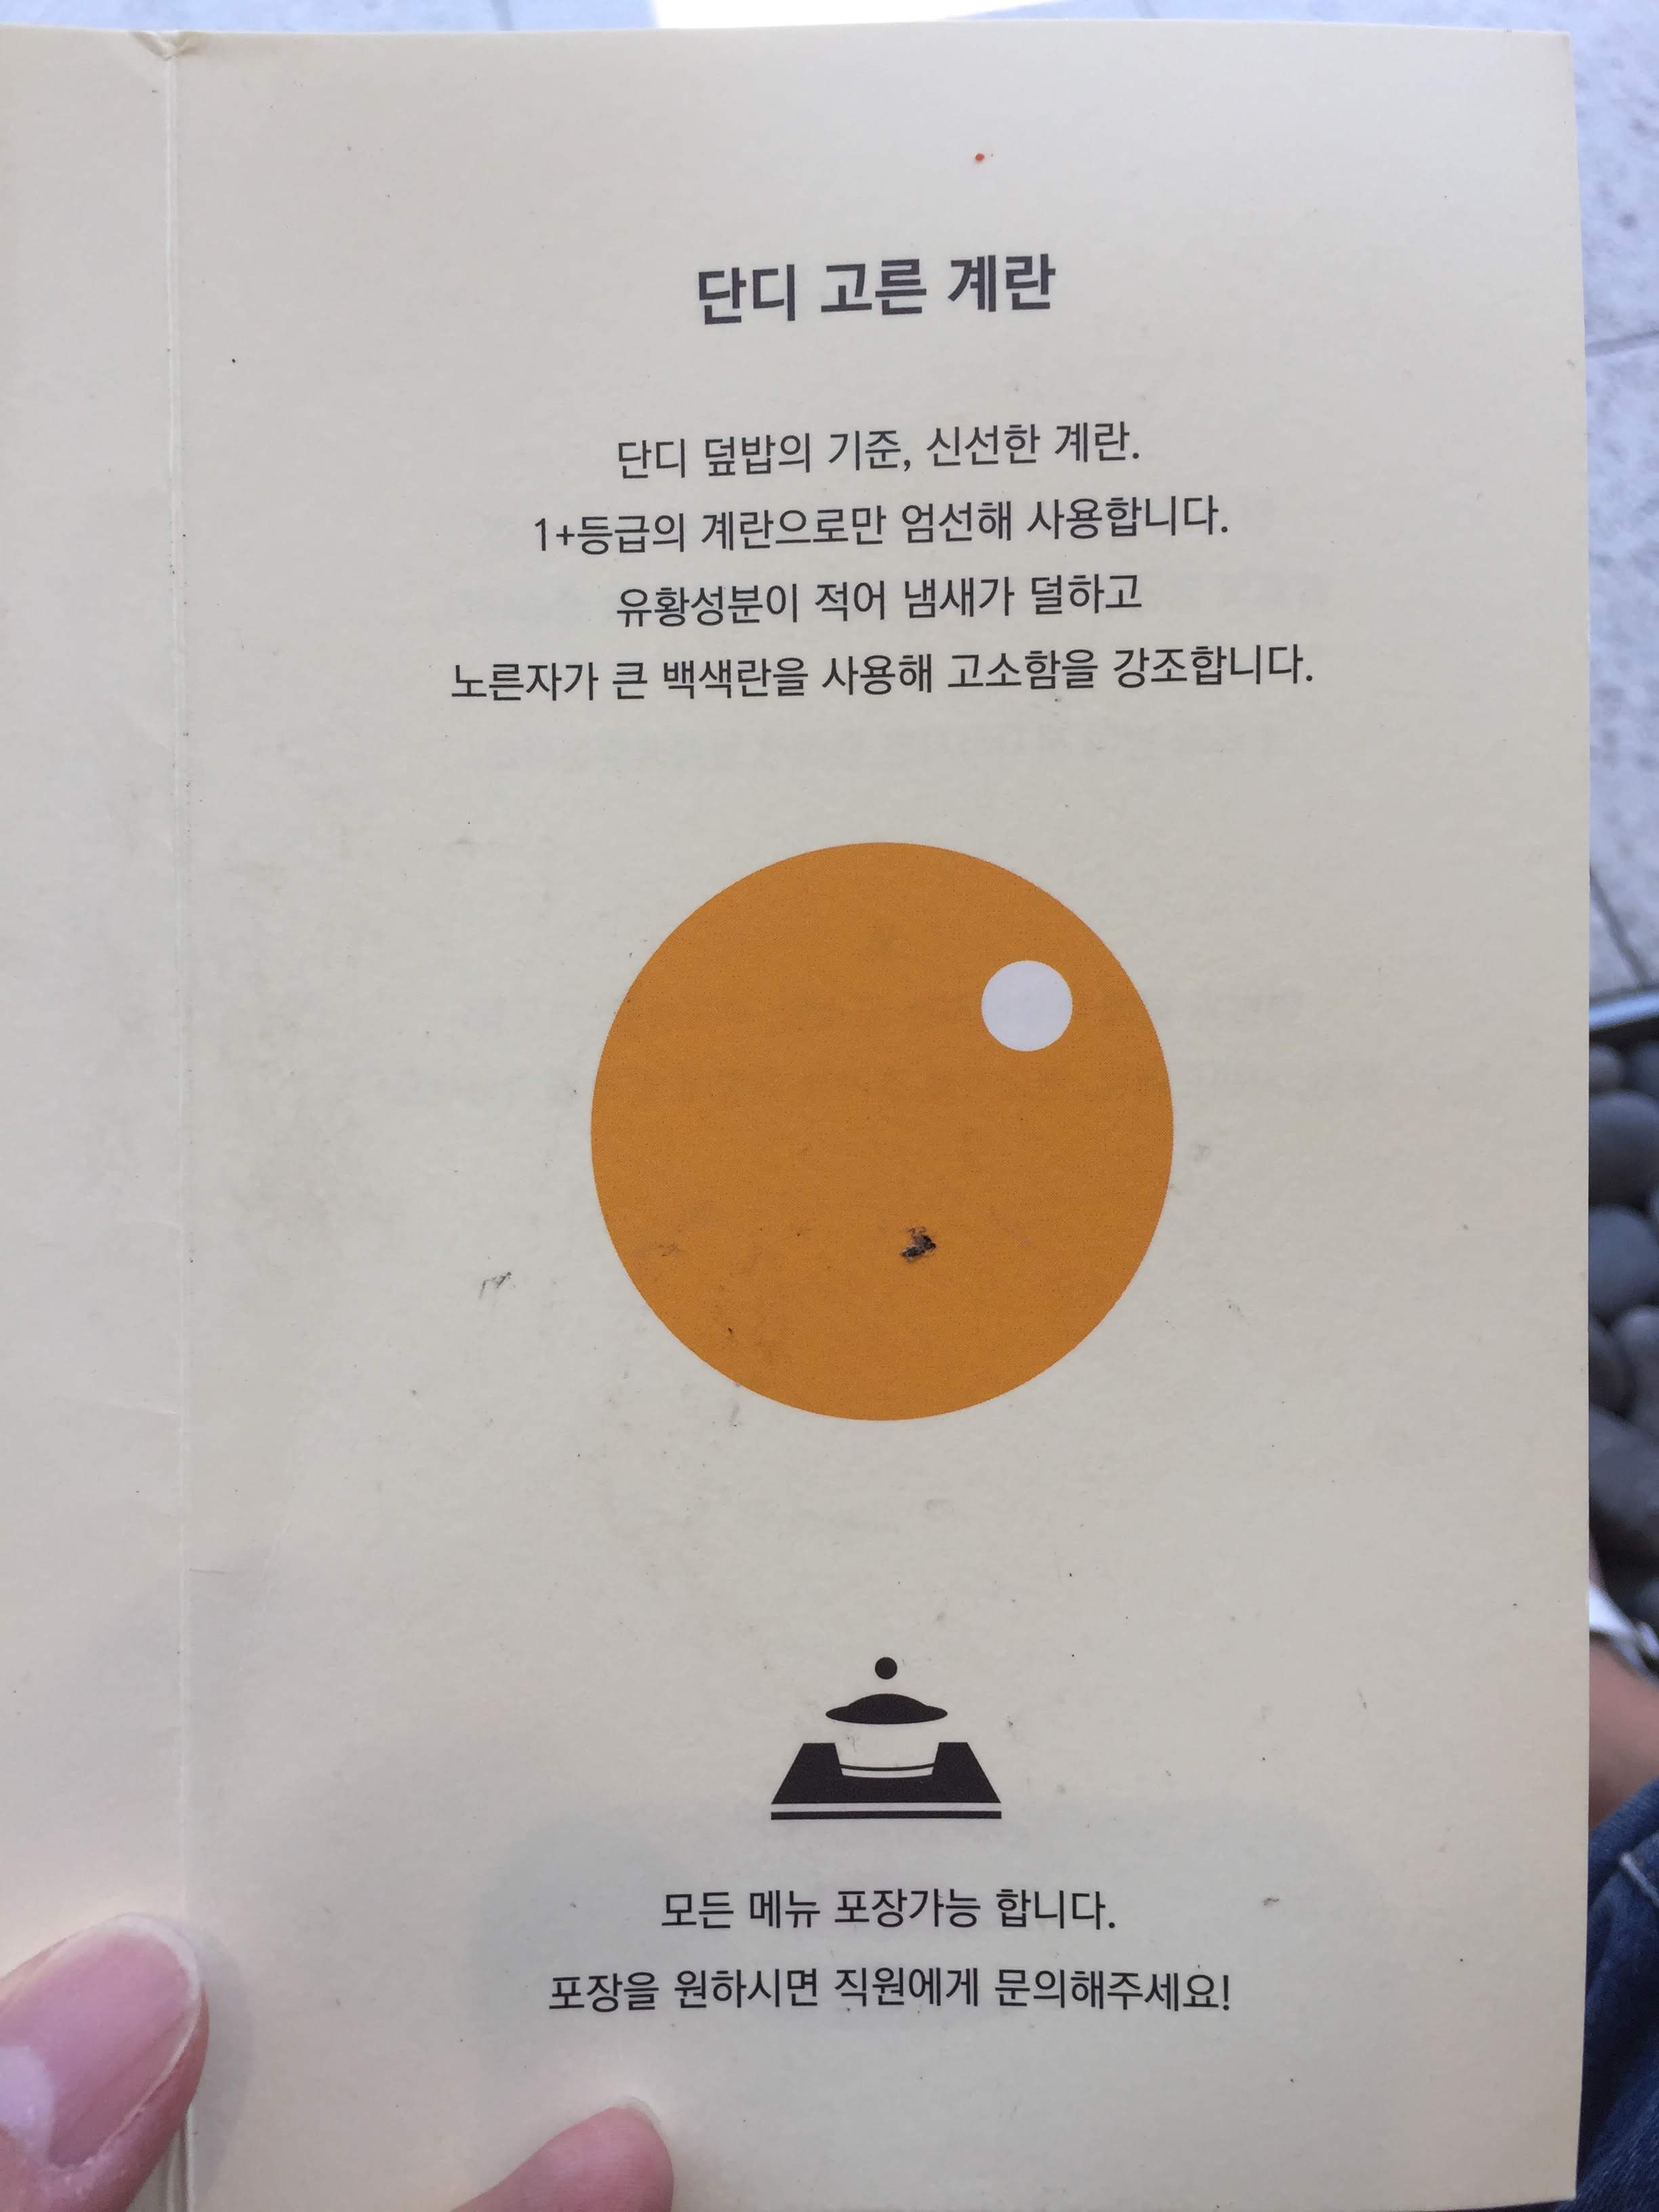 단디 고른 계란
단디 덮밥의 기준, 신선한 계란.
1+등급의 계란으로만 엄선해 사용합니다.
유황성분이 적어 냄새가 덜하고
노른자가 큰 백색란을 사용해 고소함을 강조합니다.
모든 메뉴 포장가능 합니다.
포장을 원하시면 직원에게 문의해주세요!